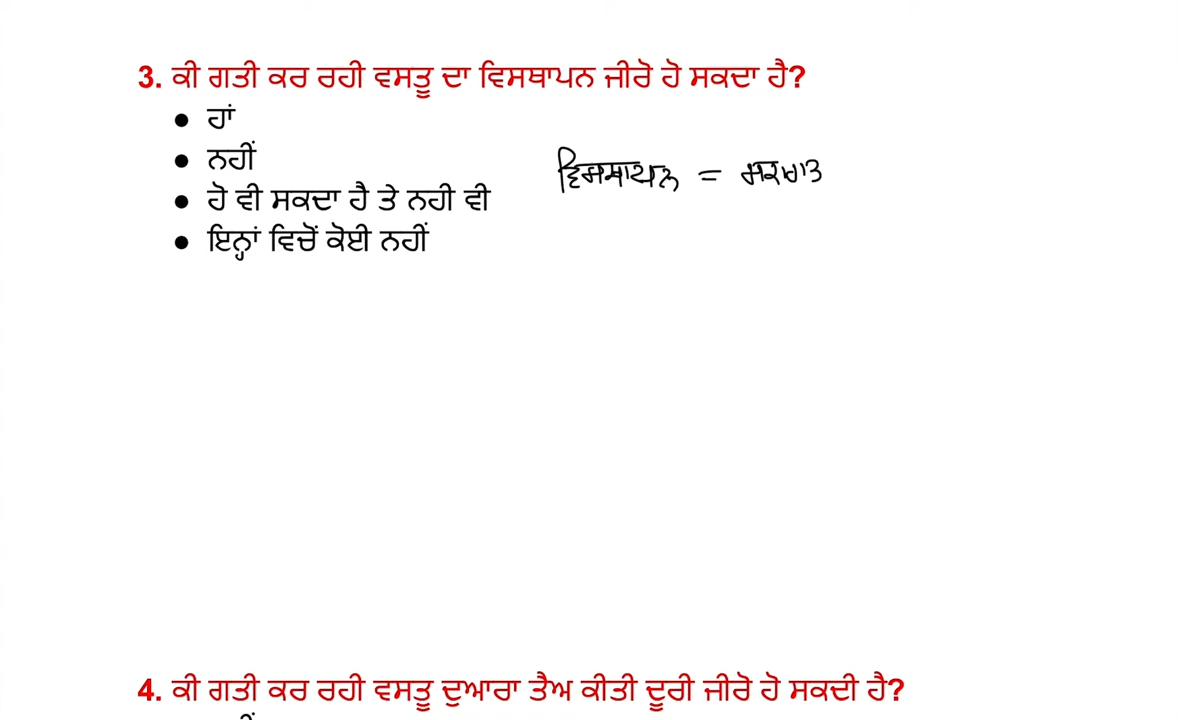 3. ਕੀ ਗਤੀ ਕਰ ਰਹੀ ਵਸਤੂ ਦਾ ਵਿਸਥਾਪਨ ਜੀਰੋ ਹੋ ਸਕਦਾ ਹੈ?
● ਹਾਂ
● ਨਹੀਂ
● ਹੋ ਵੀ ਸਕਦਾ ਹੈ ਤੇ ਨਹੀ ਵੀ
● ਇਨ੍ਹਾਂ ਵਿਚੋਂ ਕੋਈ ਨਹੀਂ
ਵਿਸਥਾਪਨ =
4. ਕੀ ਗਤੀ ਕਰ ਰਹੀ ਵਸਤੂ ਦੁਆਰਾ ਤੈਅ ਕੀਤੀ ਦੂਰੀ ਜੀਰੋ ਹੋ ਸਕਦੀ ਹੈ?